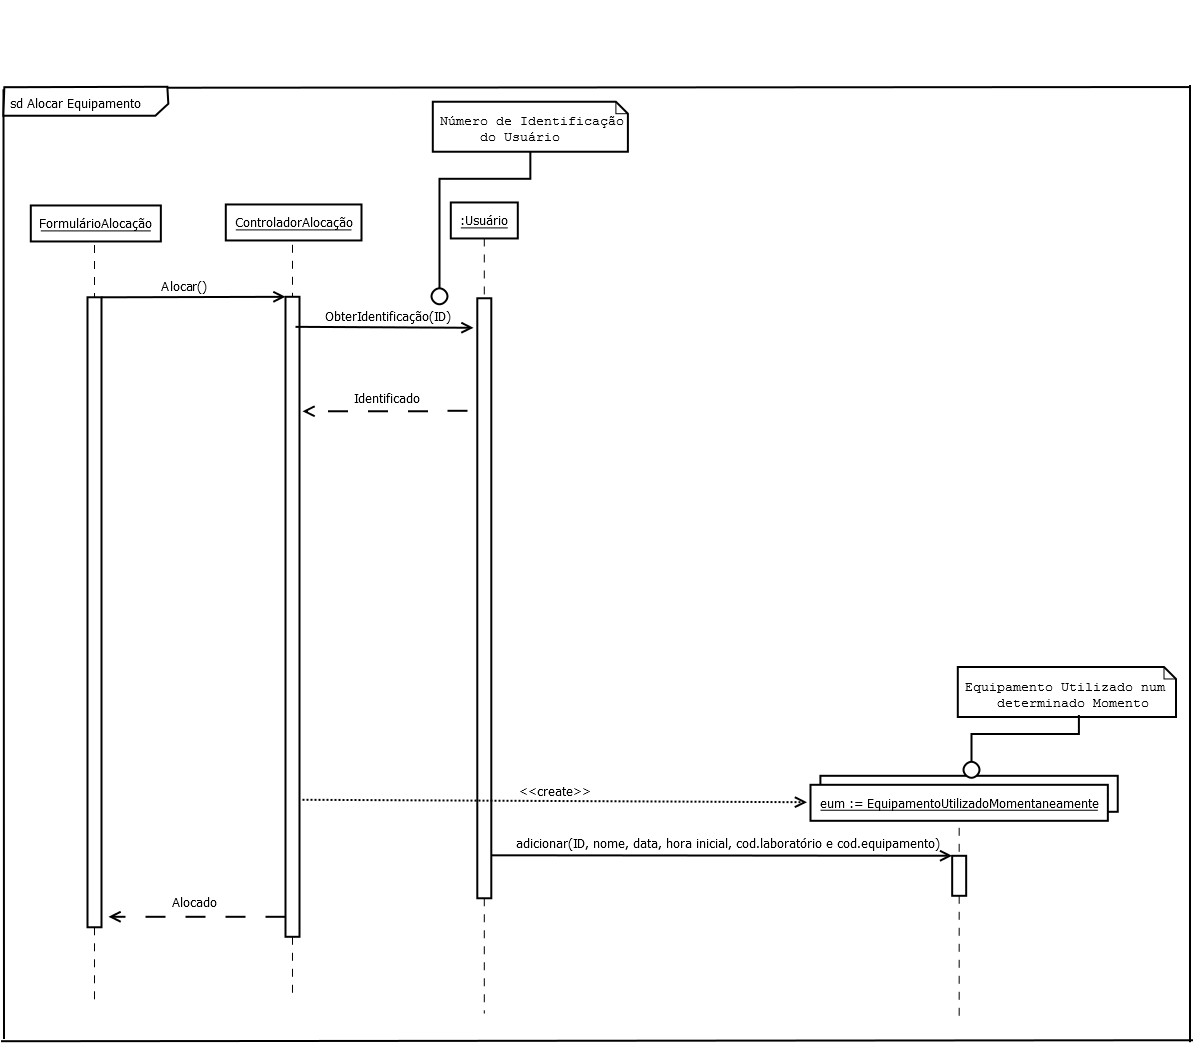 sd Alocar Equipamento
Número de Identificação
do Usuário
FormulárioAlocação
ControladorAlocação
:Usuário
Alocar()
ObterIdentificação(ID)
Identificado
Equipamento Utilizado num
determinado Momento
<<create>>
eum := EquipamentoUtilizadoMomentaneamente
adicionar(ID, nome, data, hora inicial, cod.laboratório e cod.equipamento)
Alocado